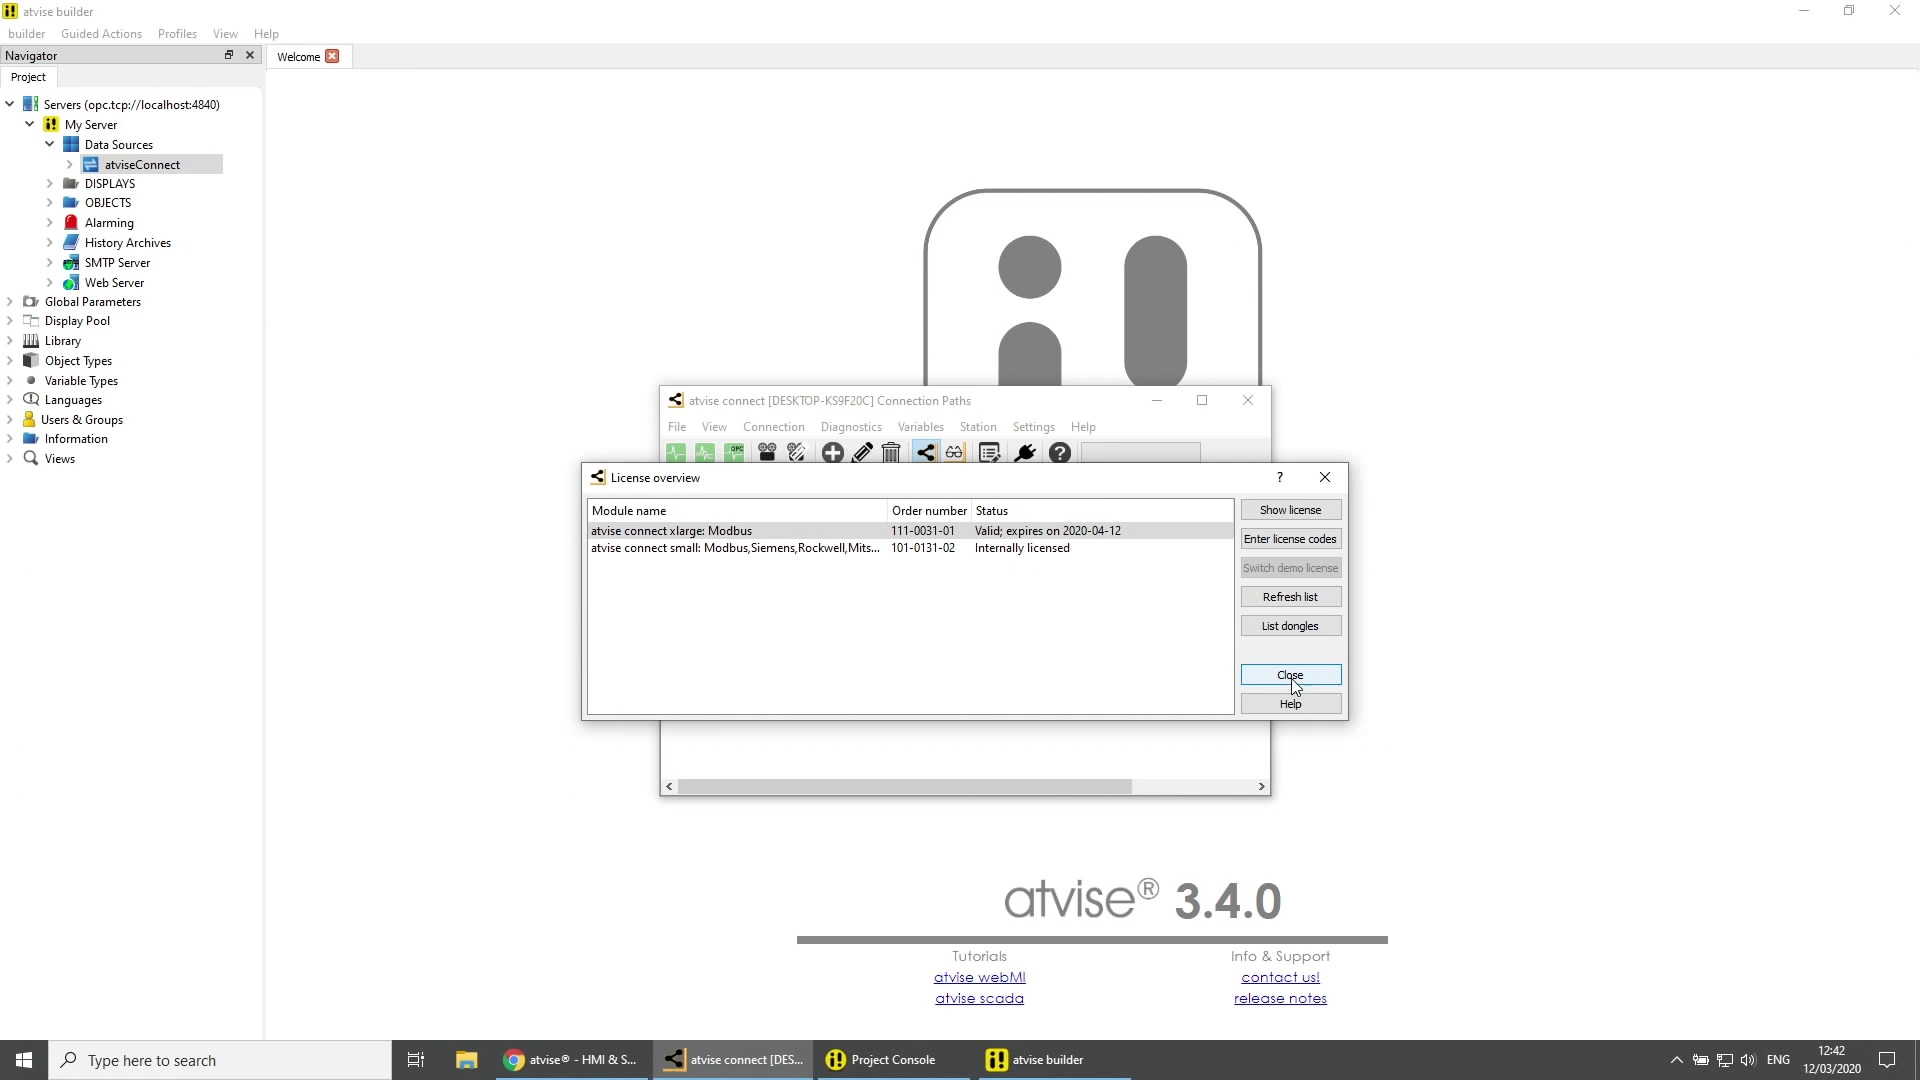 atvise builder
builder Guided Actions Profiles View Help
Navigator
Welcome
Project
Servers (opc.tcp://localhost:4840)
My Server
Data Sources
atviseConnect
DISPLAYS
OBJECTS
Alarming
History Archives
SMTP Server
Web Server
Global Parameters
Display Pool
Library
Object Types
Variable Types
Languages
Users & Groups
Information
Views
atvise connect [DESKTOP-KS9F20C] Connection Paths
File View Connection Diagnostics Variables Station Settings Help
OPC
License overview
?
Module name Order number Status
atvise connect xlarge: Modbus 111-0031-01 Valid; expires on 2020-04-12
atvise connect small: Modbus,Siemens,Rockwell,Mits... 101-0131-02 Internally licensed
Show license
Enter license codes
Switch demo license
Refresh list
List dongles
Close
Help
atvise® 3.4.0
Tutorials
atvise webMI
atvise scada
Info & Support
contact us!
release notes
Type here to search
atvise® - HMI & S...
atvise connect [DES...
Project Console
atvise builder
ENG
12:42
12/03/2020